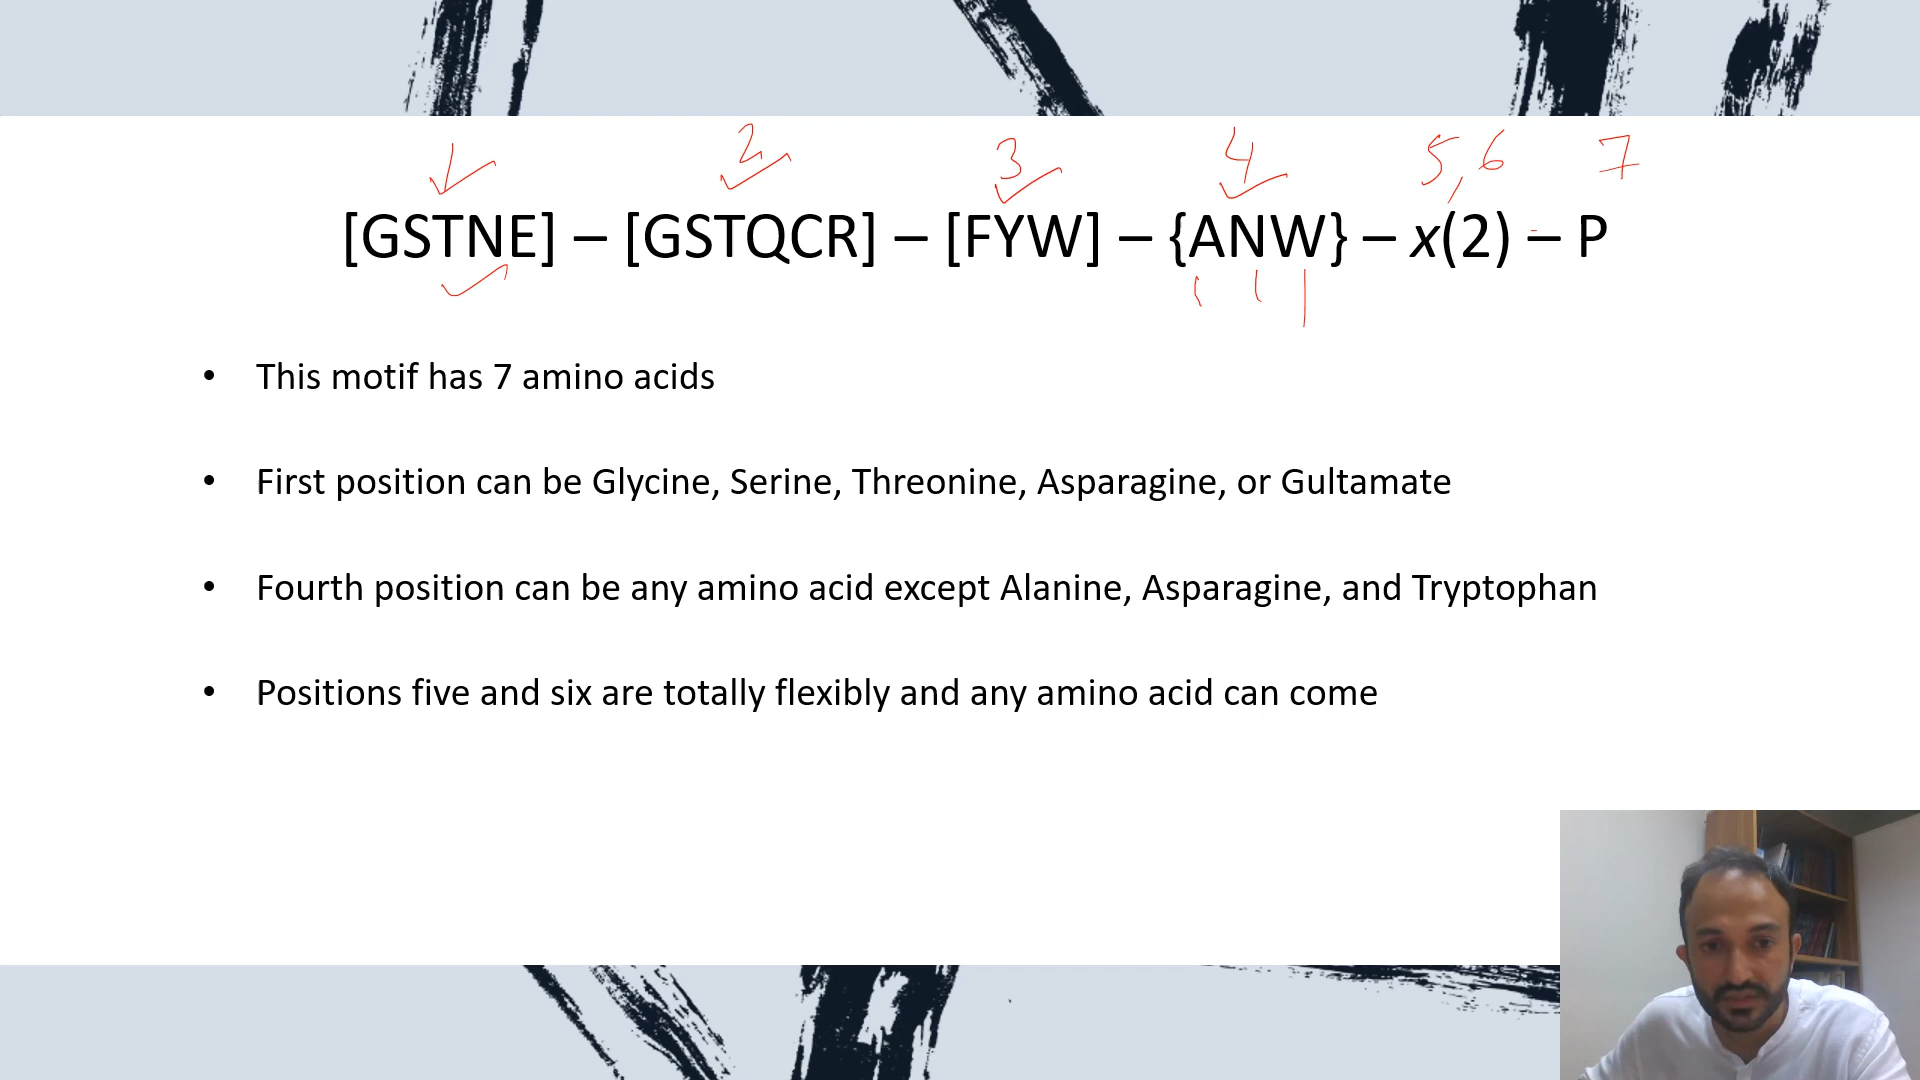 1 2 3 4 5,6 7
[GSTNE] – [GSTQCR] – [FYW] – {ANW} – x(2) – P
• This motif has 7 amino acids
• First position can be Glycine, Serine, Threonine, Asparagine, or Gultamate
• Fourth position can be any amino acid except Alanine, Asparagine, and Tryptophan
• Positions five and six are totally flexibly and any amino acid can come